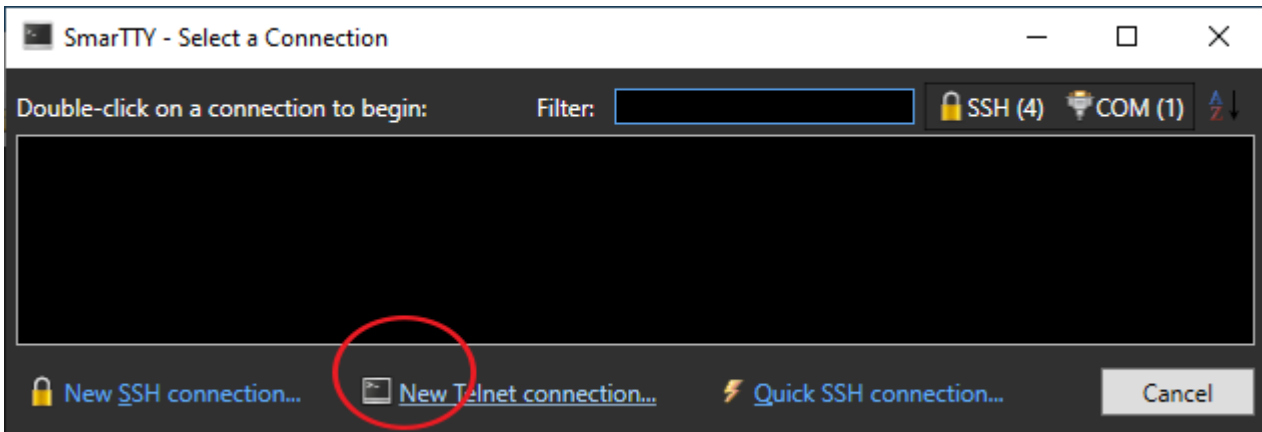 SmarTTY - Select a Connection
Double-click on a connection to begin: Filter: SSH (4) COM (1)
New SSH connection... New Telnet connection... Quick SSH connection... Cancel